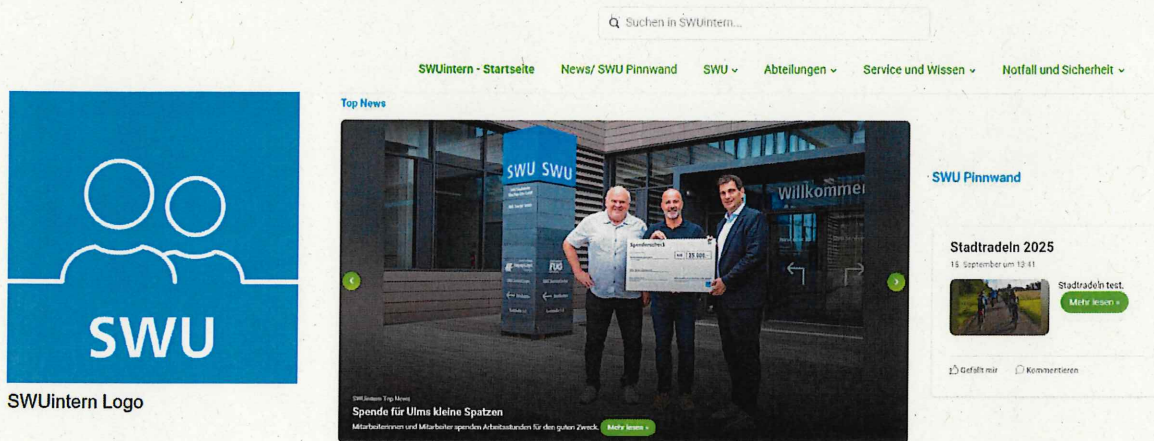 Suchen in SWUintern...
SWUintern - Startseite News/ SWU Pinnwand SWU Abteilungen Service und Wissen Notfall und Sicherheit
Top News
SWU SWU
Willkommen
Spendenscheck
SWU Pinnwand
Stadtradeln 2025
15. September um 13:41
Stadtradeln test.
Mehr lesen »
Gefällt mir Kommentieren
SWU
SWUintern Logo
SWUintern Top News
Spende für Ulms kleine Spatzen
Mitarbeiterinnen und Mitarbeiter spenden Arbeitsstunden für den guten Zweck. Mehr lesen »